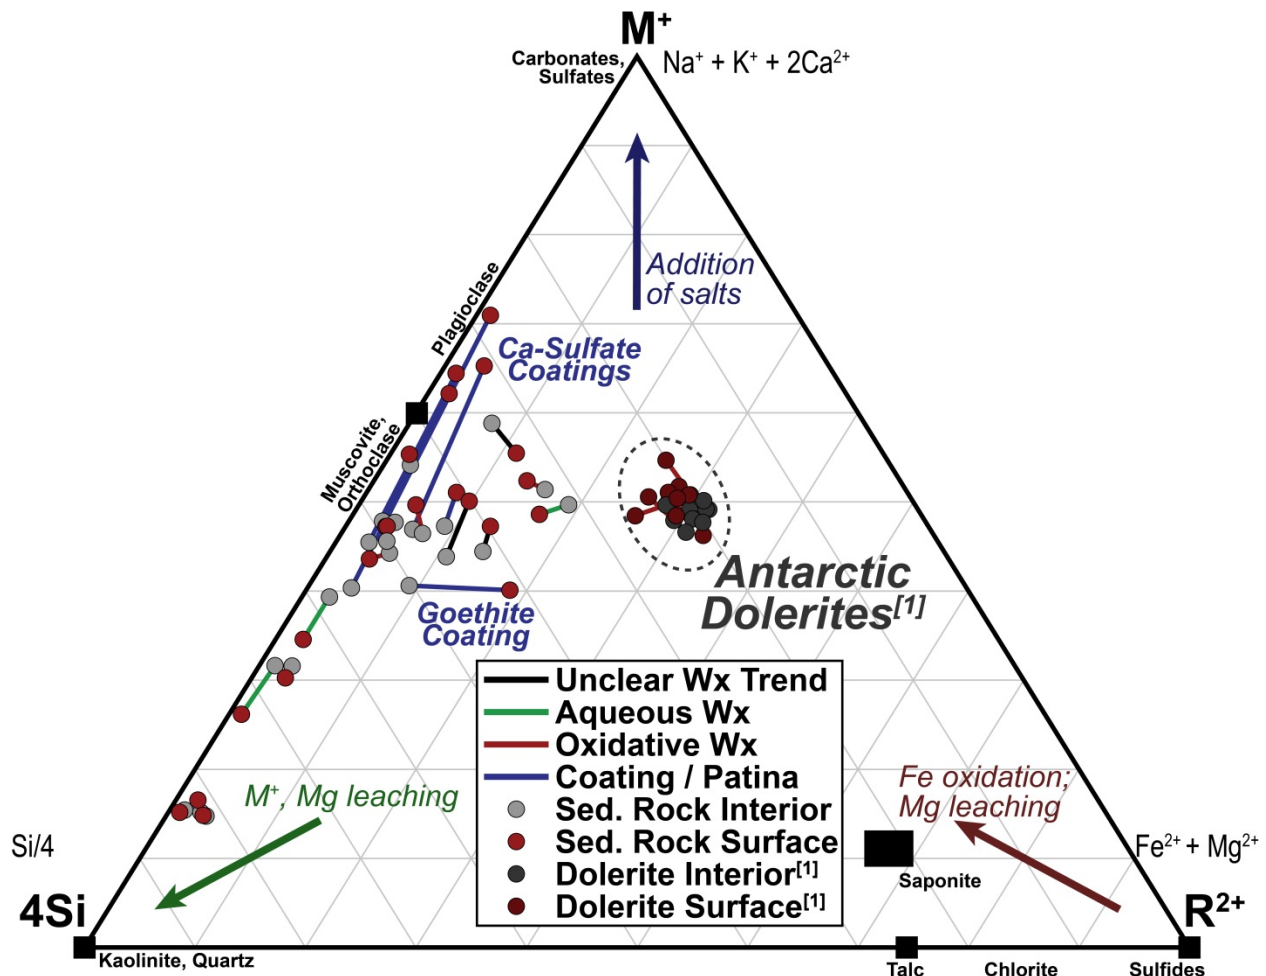 M⁺
Carbonates,
Sulfates
Na⁺ + K⁺ + 2Ca²⁺
Addition
of salts
Plagioclase
Ca-Sulfate
Coatings
Muscovite,
Orthoclase
Antarctic
Dolerites[1]
Goethite
Coating
Unclear Wx Trend
Aqueous Wx
Oxidative Wx
Coating / Patina
Sed. Rock Interior
Sed. Rock Surface
Dolerite Interior[1]
Dolerite Surface[1]
M⁺, Mg leaching
Fe oxidation;
Mg leaching
Si/4
Fe²⁺ + Mg²⁺
Saponite
4Si
R²⁺
Kaolinite, Quartz
Talc
Chlorite
Sulfides